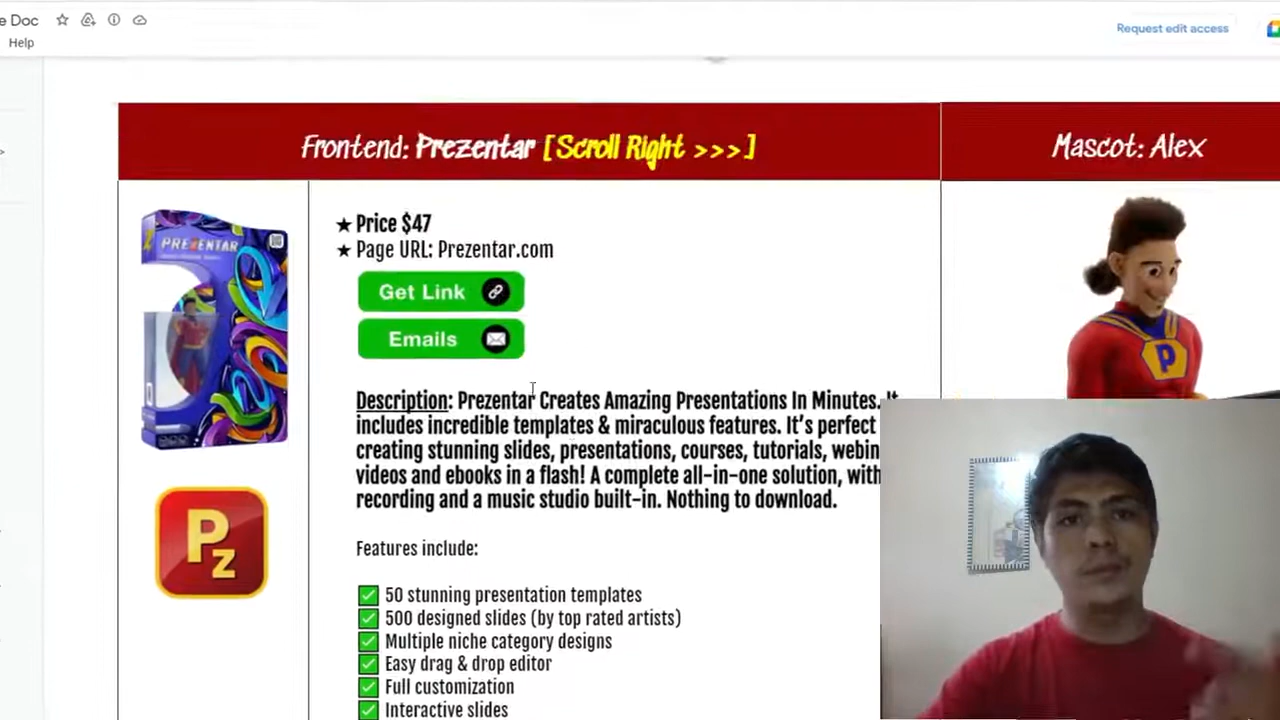 e Doc
Request edit access
Help
Frontend: Prezentar [Scroll Right >>>]
Mascot: Alex
PREZENTAR
★ Price $47
★ Page URL: Prezentar.com
Get Link
Emails
P
Description: Prezentar Creates Amazing Presentations In Minutes. It
includes incredible templates & miraculous features. It's perfect
creating stunning slides, presentations, courses, tutorials, webin
videos and ebooks in a flash! A complete all-in-one solution, with
recording and a music studio built-in. Nothing to download.
Pz
Features include:
50 stunning presentation templates
500 designed slides (by top rated artists)
Multiple niche category designs
Easy drag & drop editor
Full customization
Interactive slides